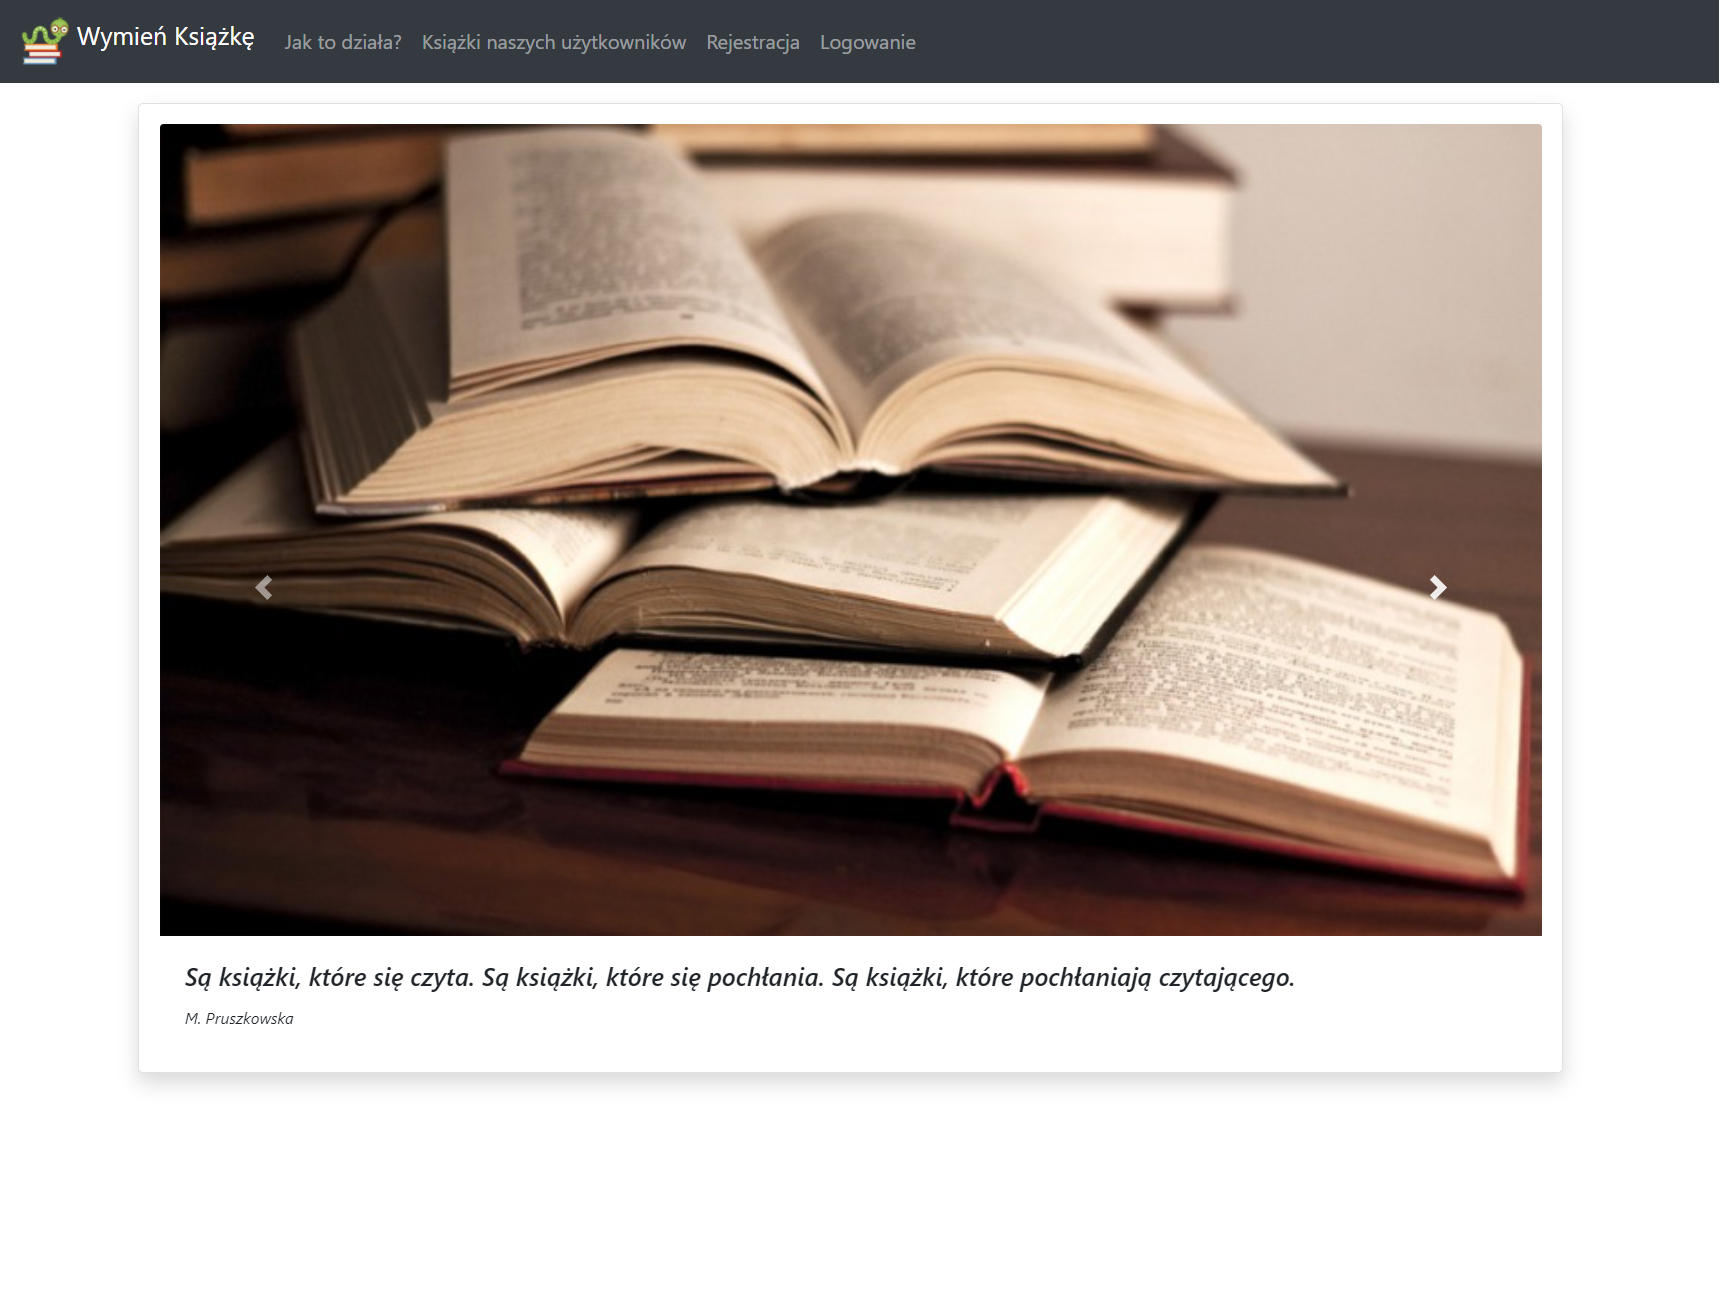 Wymień Książkę Jak to działa? Książki naszych użytkowników Rejestracja Logowanie
Są książki, które się czyta. Są książki, które się pochłania. Są książki, które pochłaniają czytającego.
M. Pruszkowska